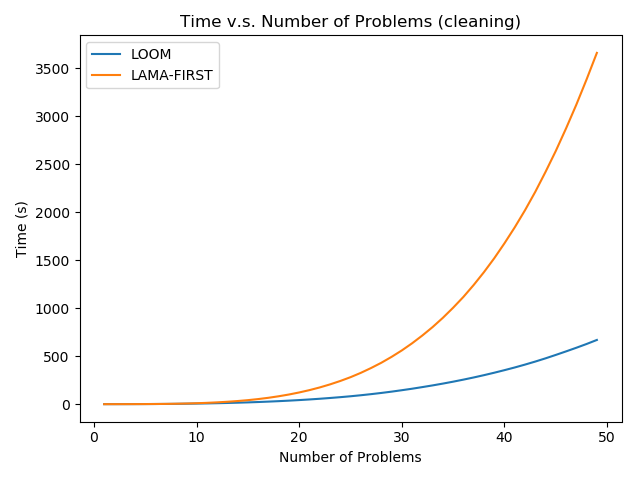 Time v.s. Number of Problems (cleaning)
LOOM
LAMA-FIRST
3500
3000
2500
2000
1500
1000
500
0
Time (s)
0 10 20 30 40 50
Number of Problems